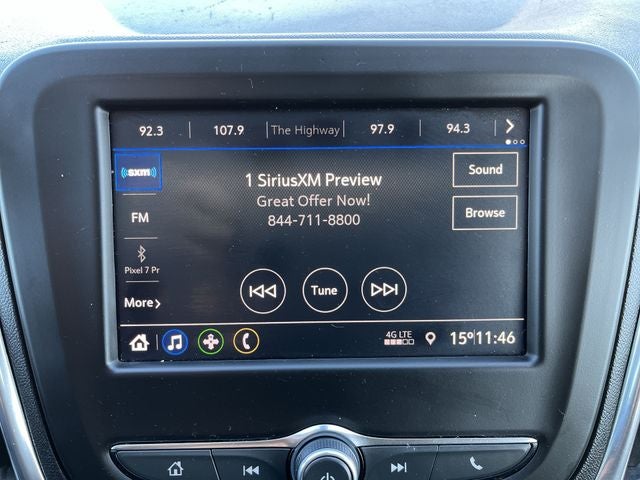 92.3 107.9 The Highway 97.9 94.3
sxm
1 SiriusXM Preview
Sound
Great Offer Now!
844-711-8800
FM
Browse
Pixel 7 Pr
More
Tune
4G LTE
15° 11:46